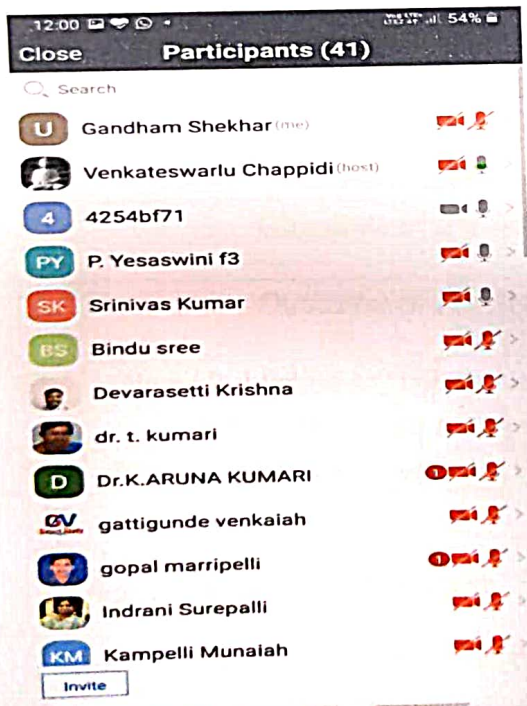 12:00 54%
Close Participants (41)
Search
U Gandham Shekhar (me)
Venkateswarlu Chappidi (host)
4 4254bf71
PY P. Yesaswini f3
SK Srinivas Kumar
BS Bindu sree
Devarasetti Krishna
dr. t. kumari
D Dr.K.ARUNA KUMARI 1
gattigunde venkaiah
gopal marripelli 1
Indrani Surepalli
KM Kampelli Munaiah
Invite